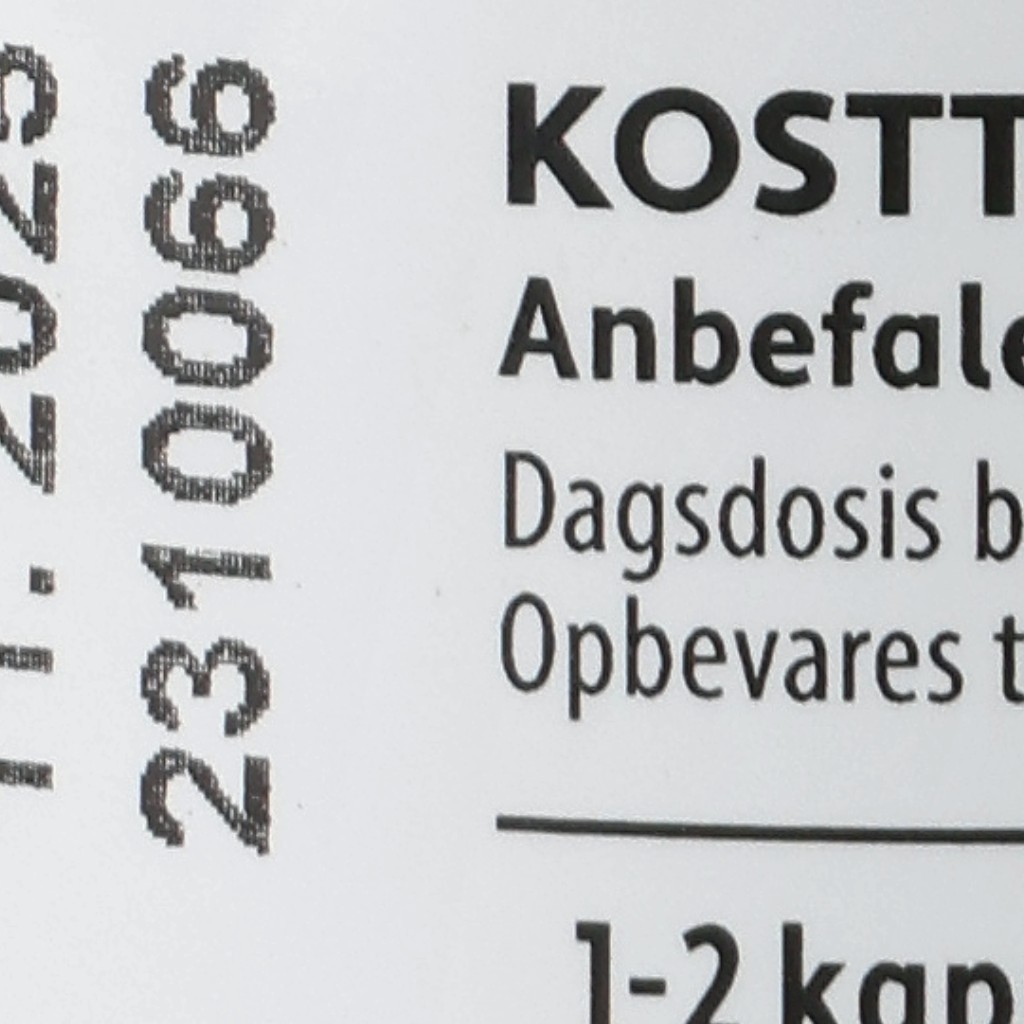 11.2025
2310066
KOSTT
Anbefale
Dagsdosis b
Opbevares t
1-2 kap